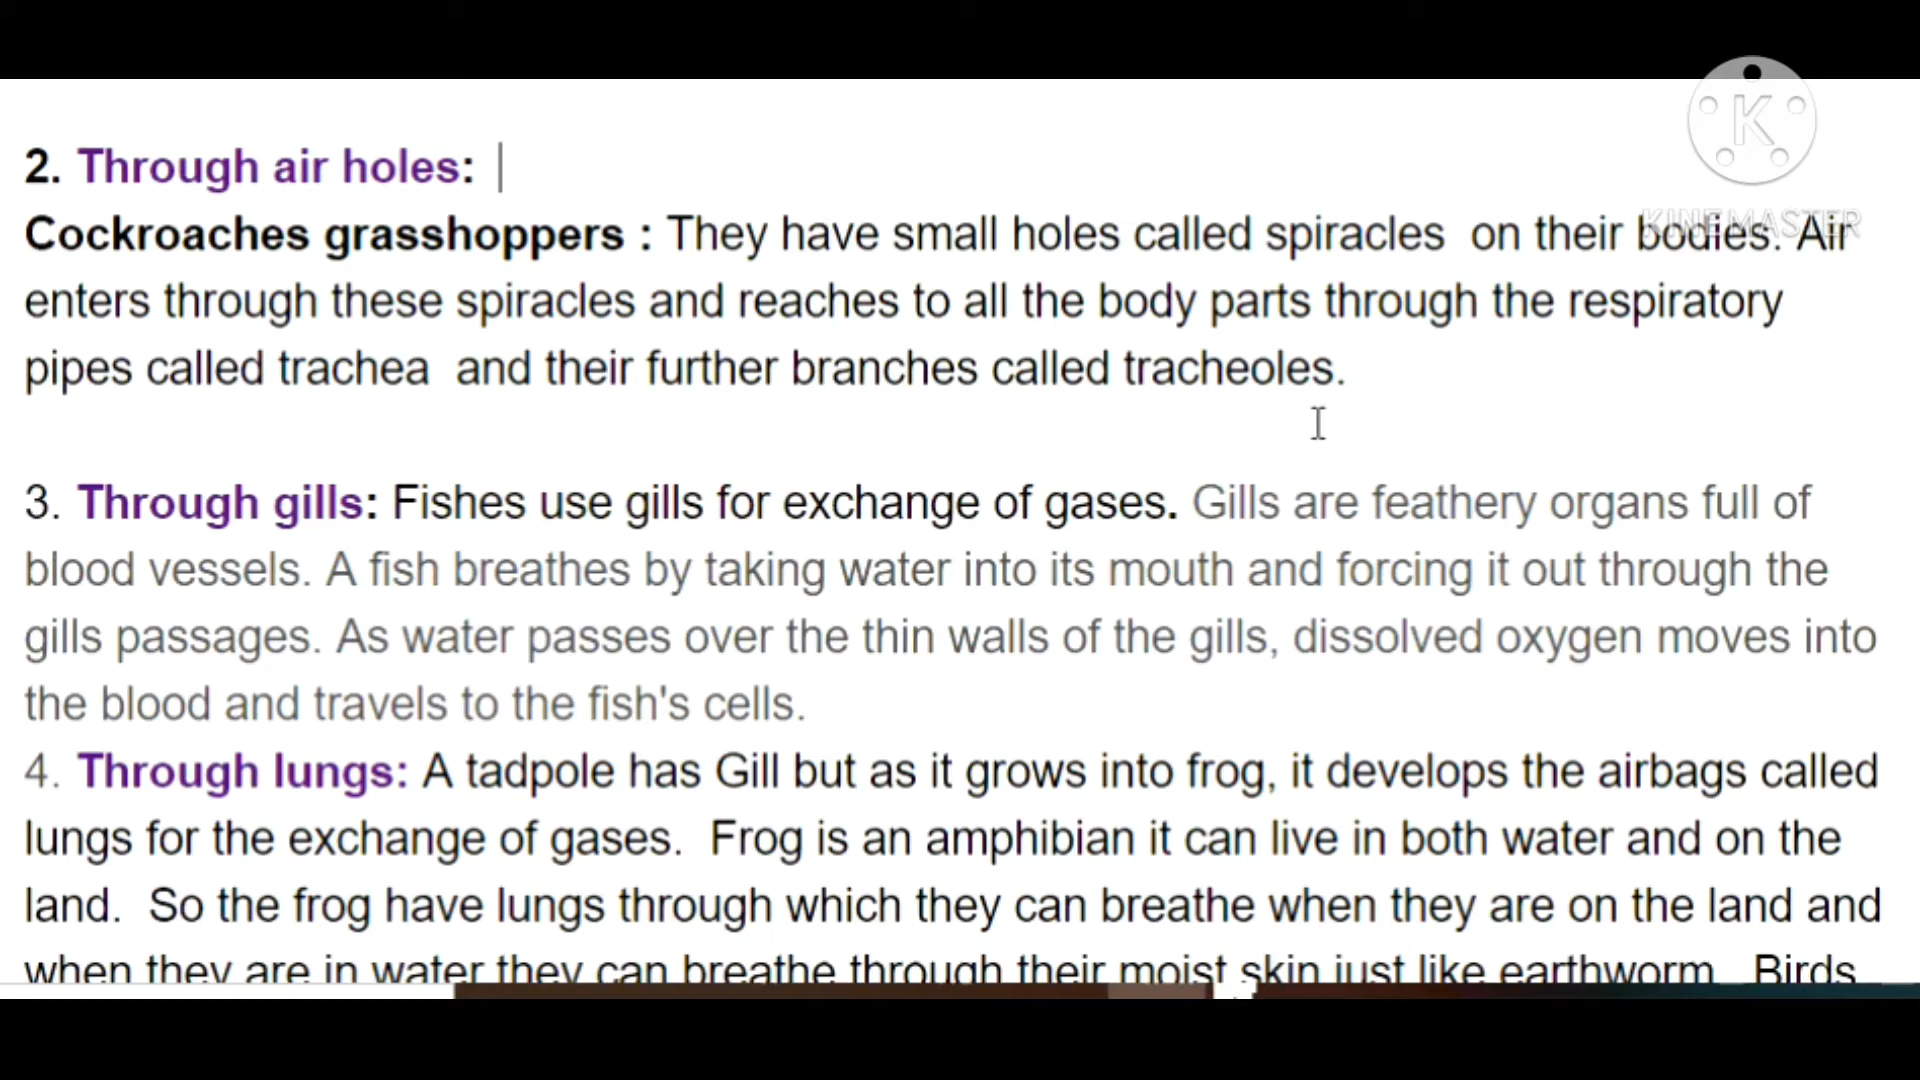 2. Through air holes:
Cockroaches grasshoppers : They have small holes called spiracles on their bodies. Air
enters through these spiracles and reaches to all the body parts through the respiratory
pipes called trachea and their further branches called tracheoles.
3. Through gills: Fishes use gills for exchange of gases. Gills are feathery organs full of
blood vessels. A fish breathes by taking water into its mouth and forcing it out through the
gills passages. As water passes over the thin walls of the gills, dissolved oxygen moves into
the blood and travels to the fish's cells.
4. Through lungs: A tadpole has Gill but as it grows into frog, it develops the airbags called
lungs for the exchange of gases. Frog is an amphibian it can live in both water and on the
land. So the frog have lungs through which they can breathe when they are on the land and
when they are in water they can breathe through their moist skin just like earthworm. Birds
K
KINEMASTER